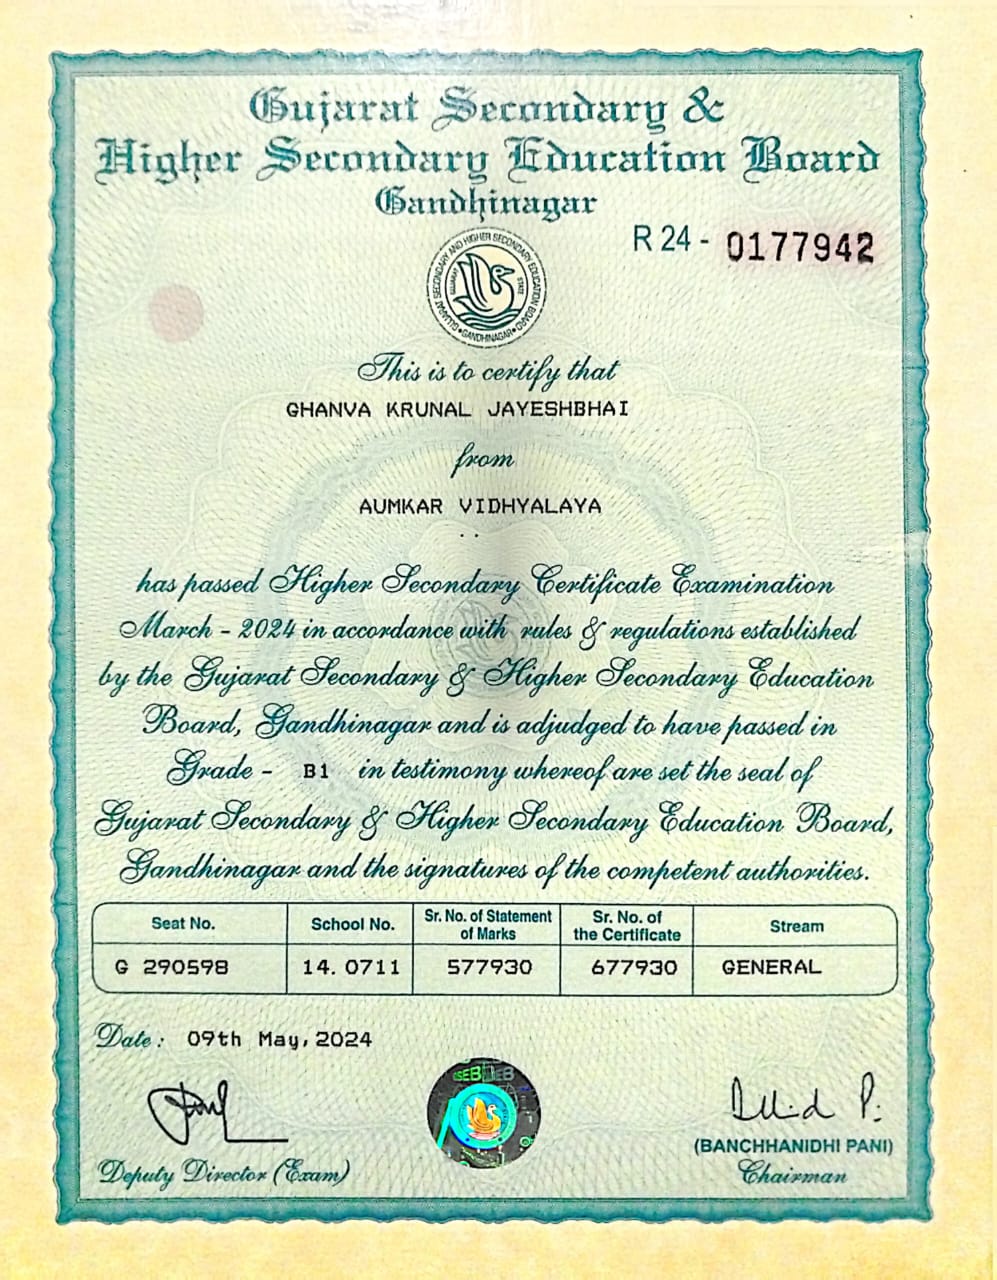 Gujarat Secondary &
Higher Secondary Education Board
Gandhinagar
R 24 - 0177942
GUJARAT SECONDARY AND HIGHER SECONDARY EDUCATION BOARD
GUJARAT STATE
• GANDHINAGAR •
This is to certify that
GHANVA KRUNAL JAYESHBHAI
from
AUMKAR VIDHYALAYA
has passed Higher Secondary Certificate Examination
March - 2024 in accordance with rules & regulations established
by the Gujarat Secondary & Higher Secondary Education
Board, Gandhinagar and is adjudged to have passed in
Grade - B1 in testimony whereof are set the seal of
Gujarat Secondary & Higher Secondary Education Board,
Gandhinagar and the signatures of the competent authorities.
Seat No. School No. Sr. No. of Statement of Marks Sr. No. of the Certificate Stream
G 290598 14. 0711 577930 677930 GENERAL
Date : 09th May, 2024
GSEB
Deputy Director (Exam)
(BANCHHANIDHI PANI)
Chairman